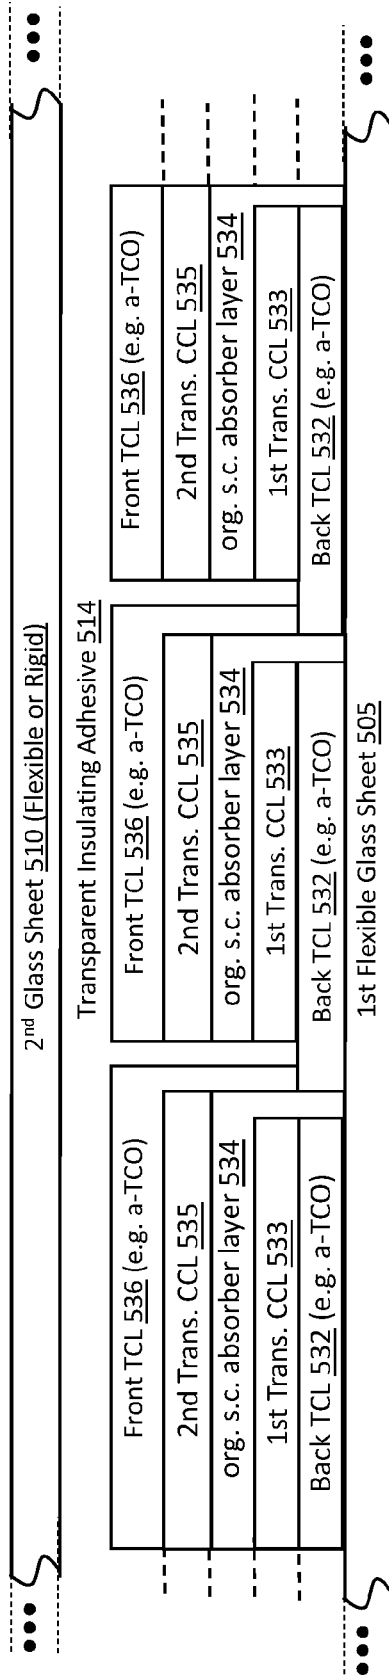 2nd Glass Sheet 510 (Flexible or Rigid)
Transparent Insulating Adhesive 514
Front TCL 536 (e.g. a-TCO)
2nd Trans. CCL 535
org. s.c. absorber layer 534
1st Trans. CCL 533
Back TCL 532 (e.g. a-TCO)
Front TCL 536 (e.g. a-TCO)
2nd Trans. CCL 535
org. s.c. absorber layer 534
1st Trans. CCL 533
Back TCL 532 (e.g. a-TCO)
Front TCL 536 (e.g. a-TCO)
2nd Trans. CCL 535
org. s.c. absorber layer 534
1st Trans. CCL 533
Back TCL 532 (e.g. a-TCO)
1st Flexible Glass Sheet 505